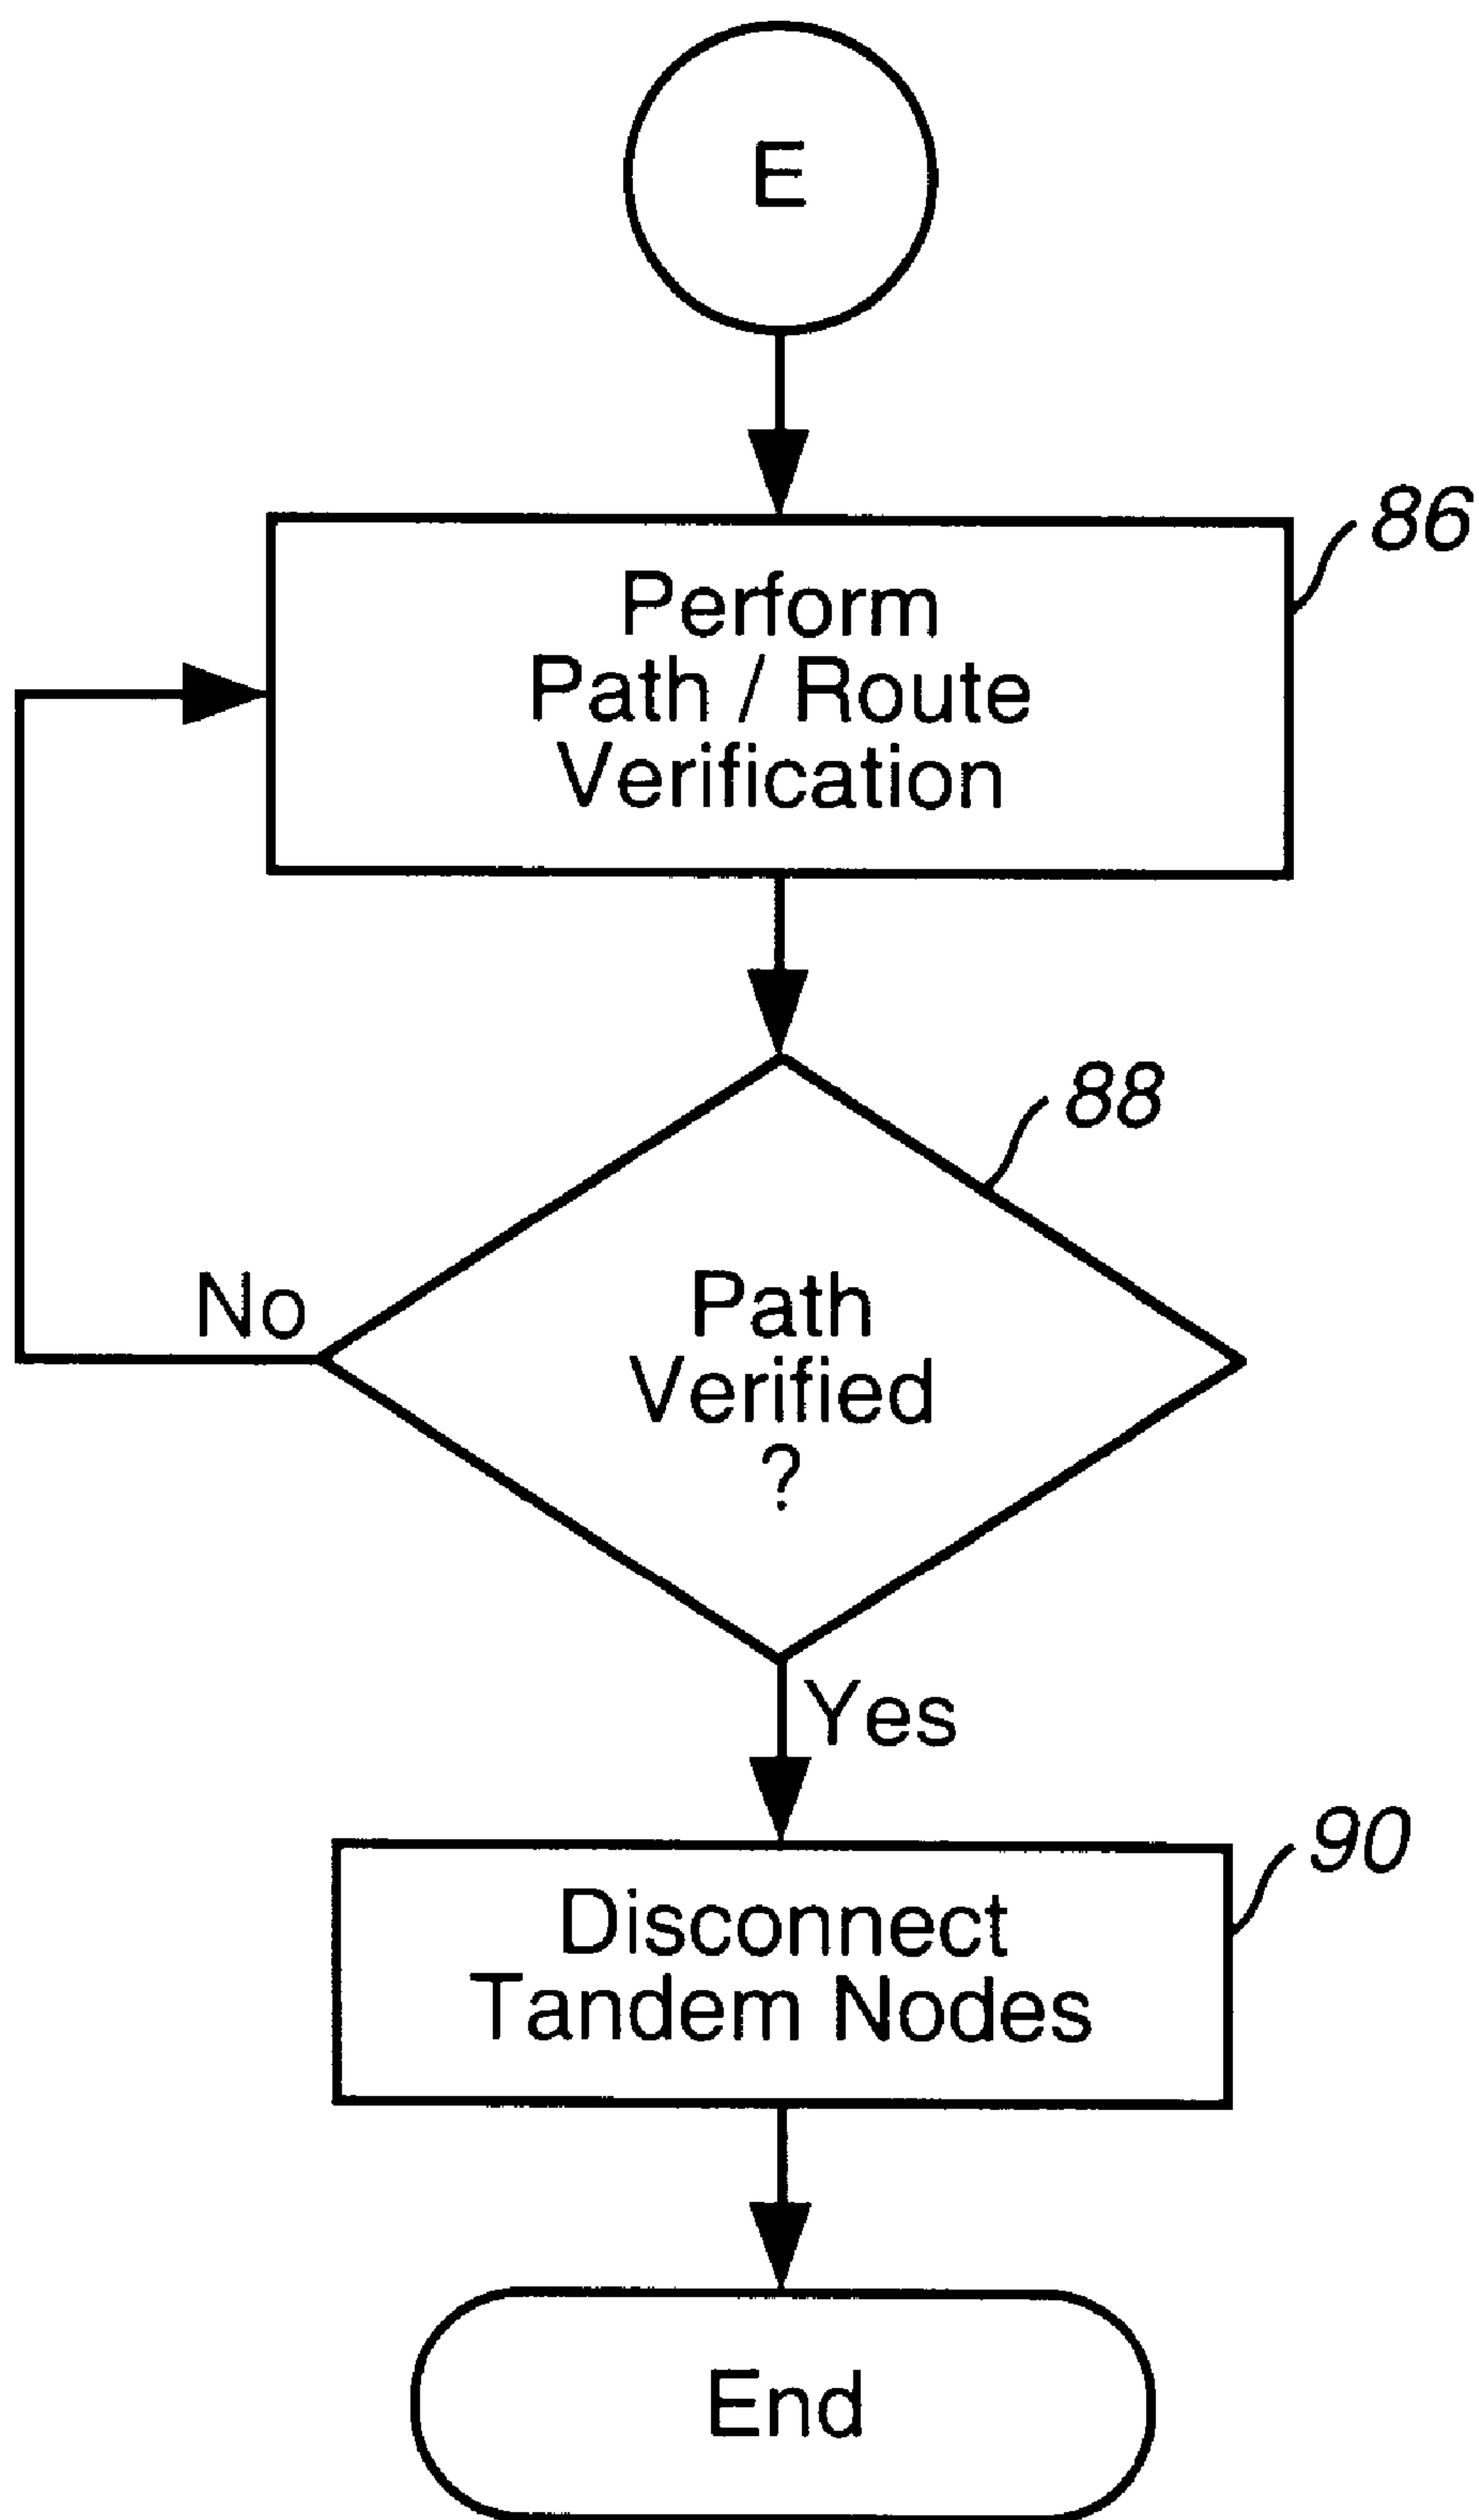 E
86
Perform
Path / Route
Verification
88
No
Path
Verified
?
Yes
90
Disconnect
Tandem Nodes
End